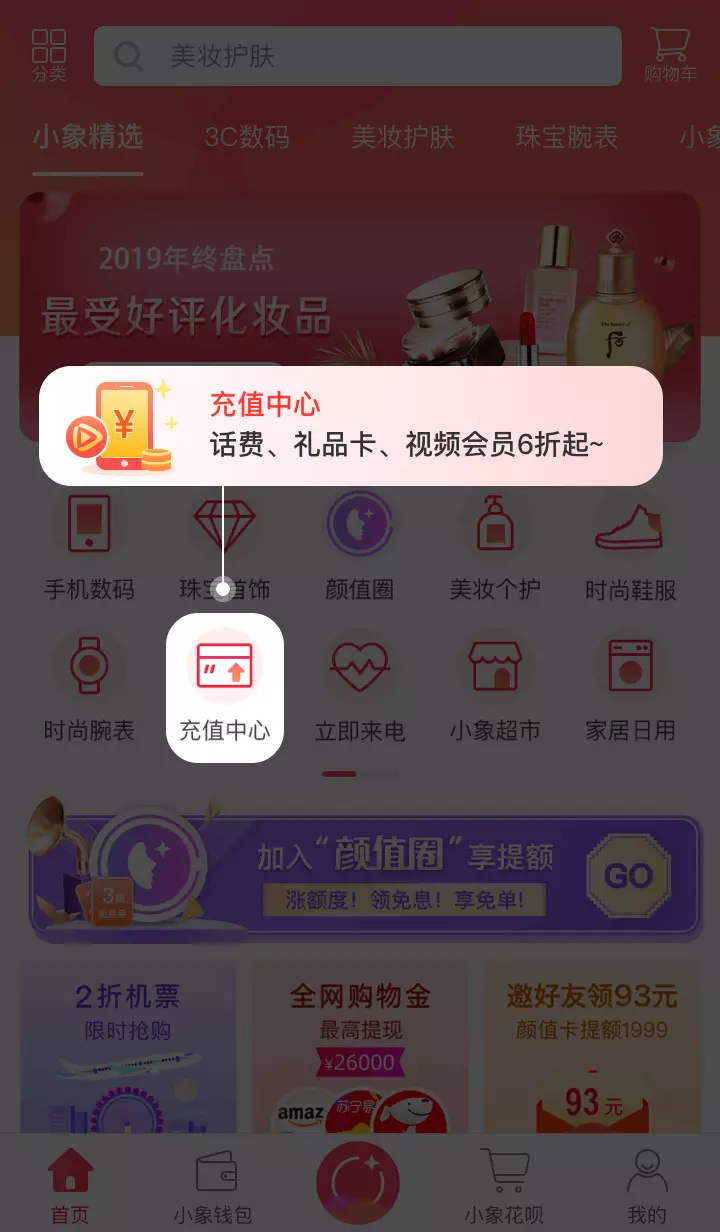 美妆护肤
分类
购物车
小象精选 3C数码 美妆护肤 珠宝腕表 小象
2019年终盘点
最受好评化妆品
The history of
后
充值中心
话费、礼品卡、视频会员6折起~
手机数码 珠宝首饰 颜值圈 美妆个护 时尚鞋服
时尚腕表 充值中心 立即来电 小象超市 家居日用
加入“颜值圈”享提额
GO
涨额度！领免息！享免单！
2折机票 全网购物金 邀好友领93元
限时抢购 最高提现 颜值卡提额1999
¥26000
amaz 苏宁易
93元
首页 小象钱包 小象花呗 我的